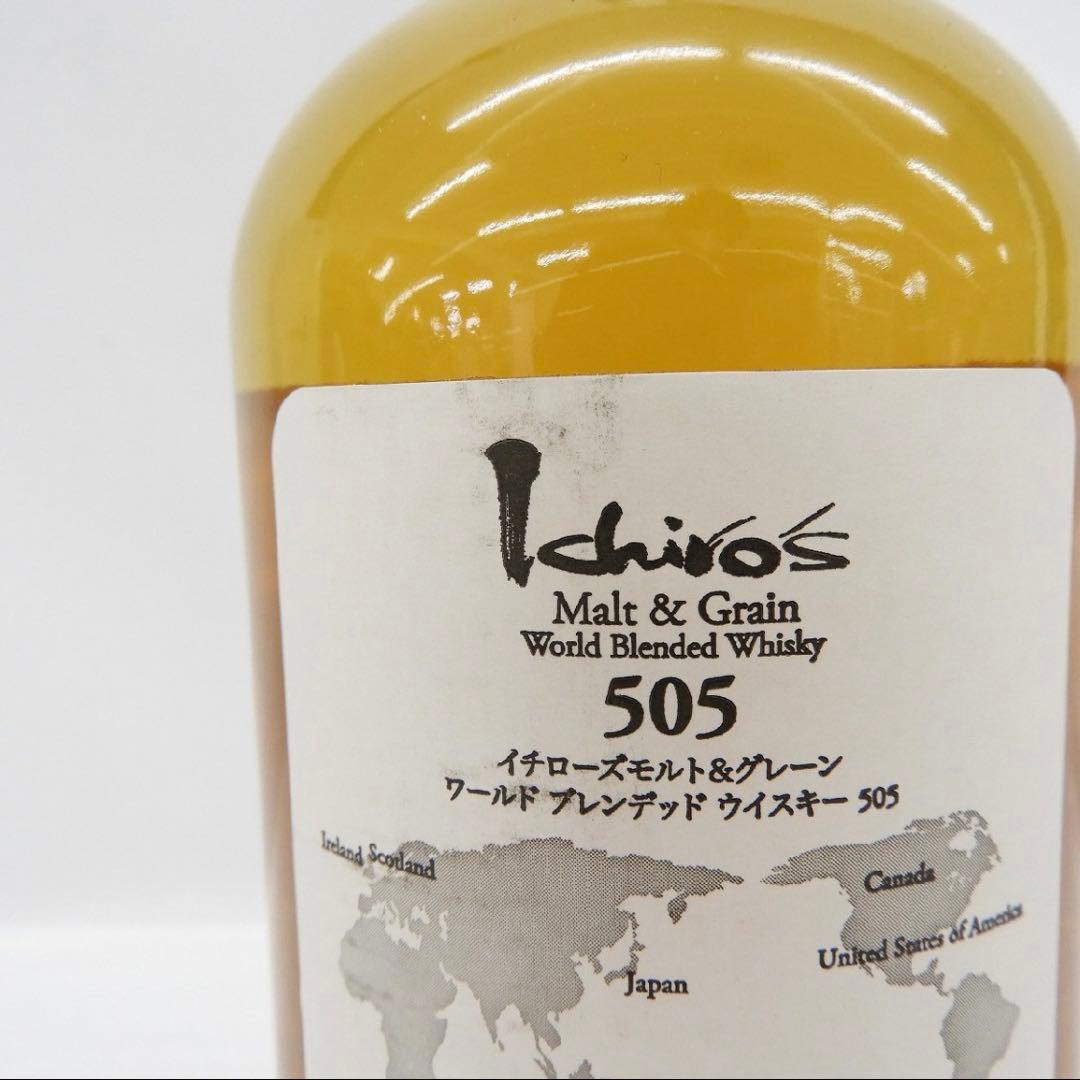 Ichiro's
Malt & Grain
World Blended Whisky
505
イチローズモルト&グレーン
ワールド ブレンデッド ウイスキー 505
Ireland Scotland
Canada
United States of America
Japan